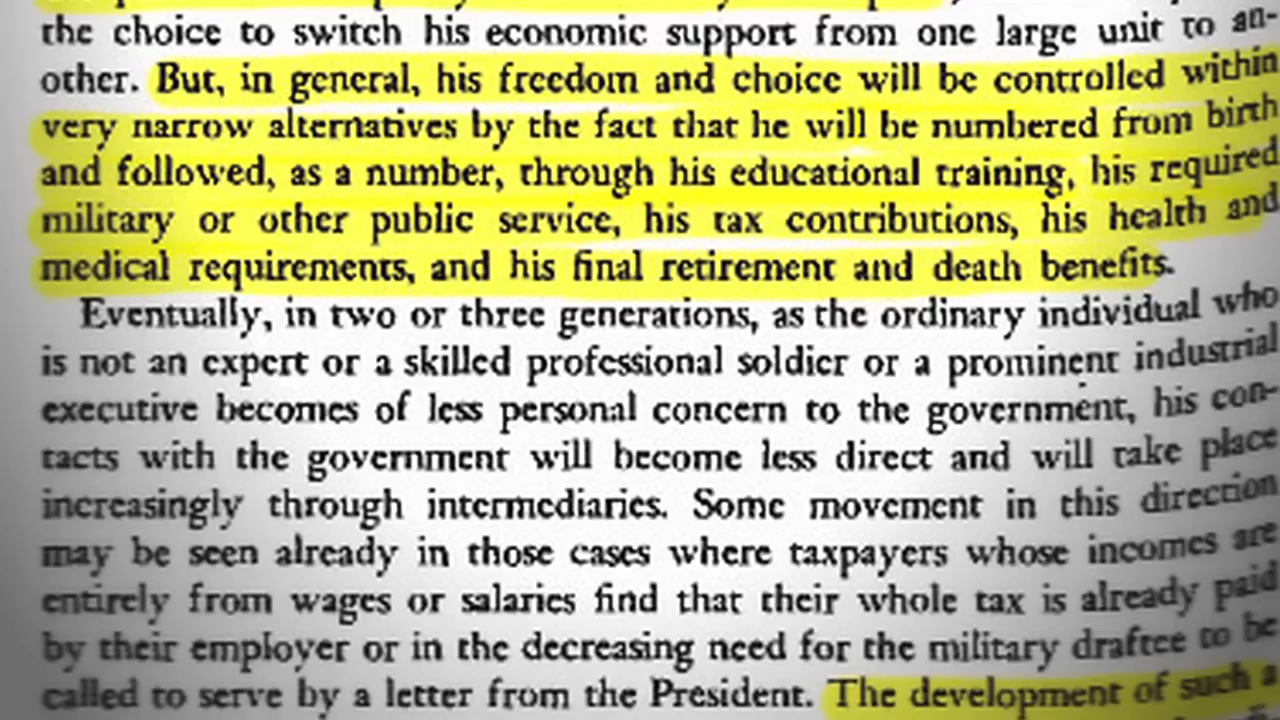 the choice to switch his economic support from one large unit to an-
other. But, in general, his freedom and choice will be controlled within
very narrow alternatives by the fact that he will be numbered from birth
and followed, as a number, through his educational training, his required
military or other public service, his tax contributions, his health and
medical requirements, and his final retirement and death benefits.
Eventually, in two or three generations, as the ordinary individual who
is not an expert or a skilled professional soldier or a prominent industrial
executive becomes of less personal concern to the government, his con-
tacts with the government will become less direct and will take place
increasingly through intermediaries. Some movement in this direction
may be seen already in those cases where taxpayers whose incomes are
entirely from wages or salaries find that their whole tax is already paid
by their employer or in the decreasing need for the military draftee to be
called to serve by a letter from the President. The development of such a